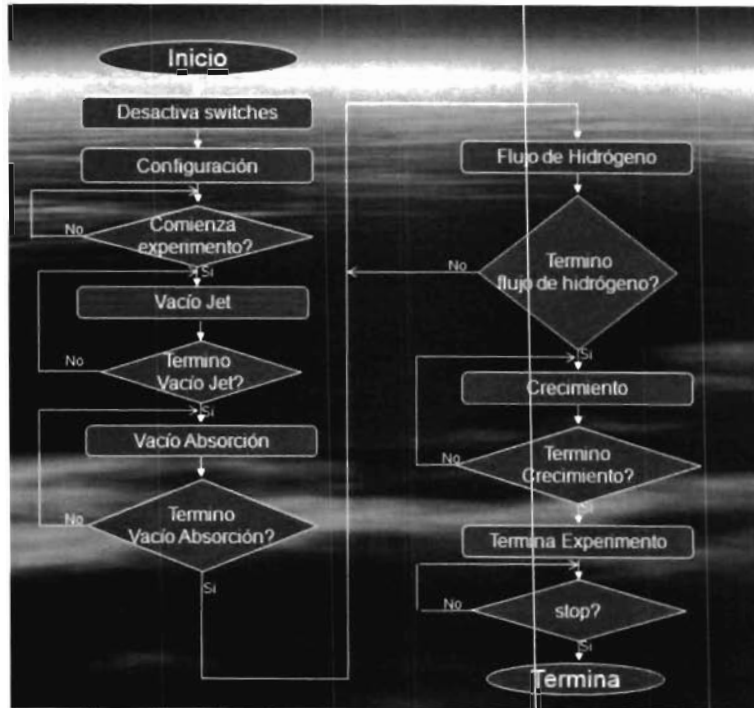 Inicio
Desactiva switches
Configuración
Comienza
experimento?
No
Si
Vacío Jet
Termino
Vacío Jet?
No
Si
Vacío Absorción
Termino
Vacío Absorción?
No
Si
Flujo de Hidrógeno
Termino
flujo de hidrógeno?
No
Si
Crecimiento
Termino
Crecimiento?
No
Si
Termina Experimento
stop?
No
Si
Termina